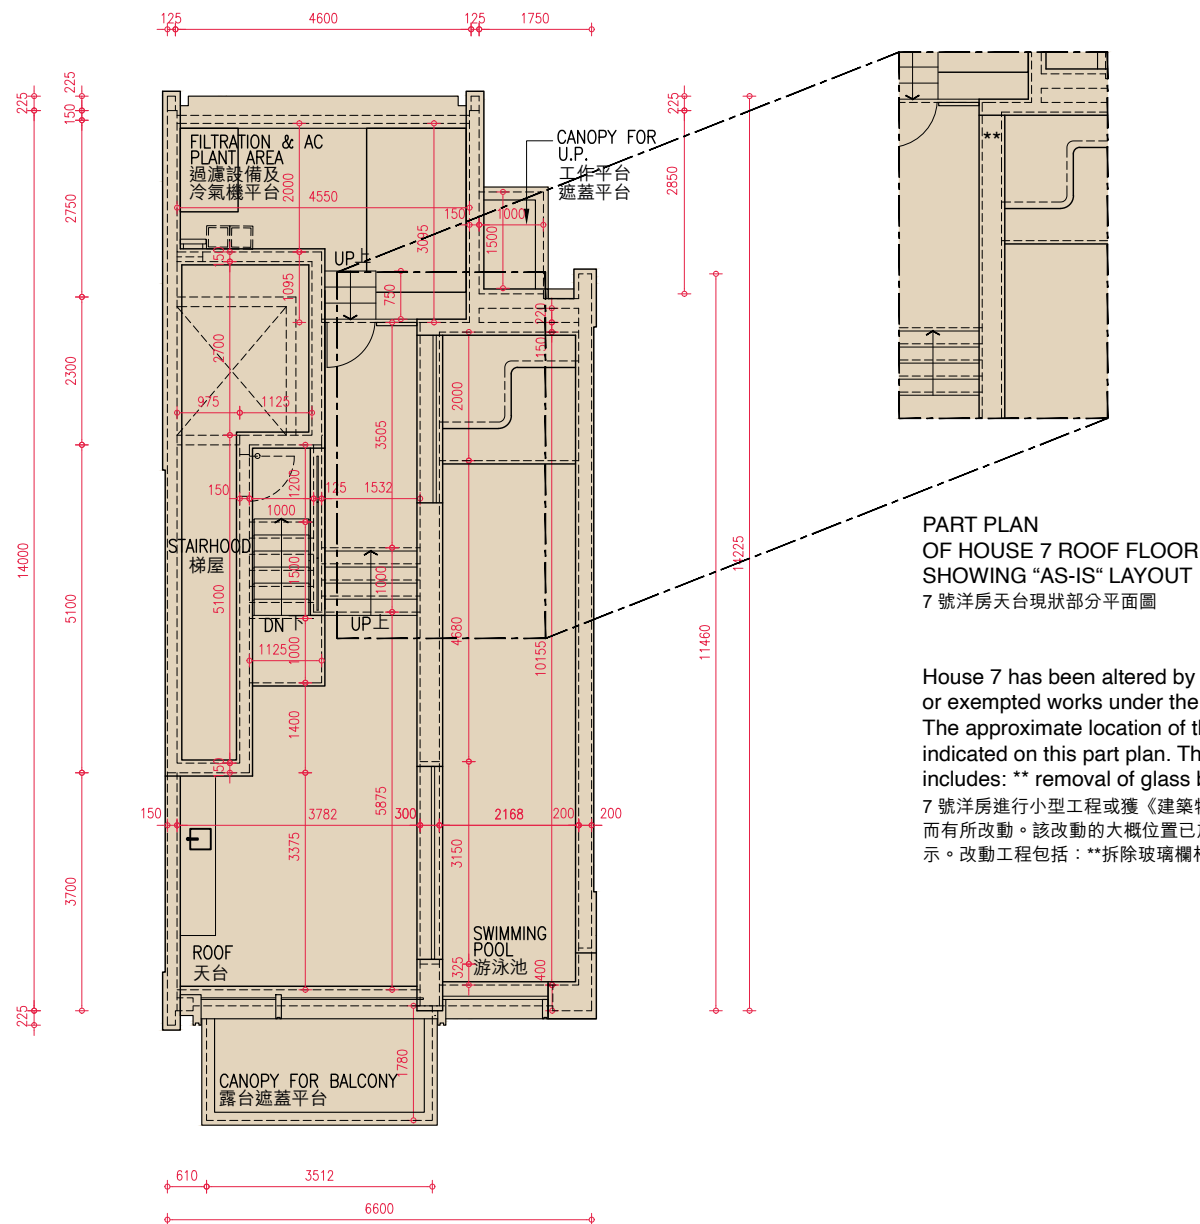 125
4600
125
1750
225
225
150
225
FILTRATION & AC
PLANT AREA
過濾設備及
冷氣機平台
2000
4550
CANOPY FOR
U.P.
工作平台
遮蓋平台
2850
**
2750
150
1000
1500
3095
150
UP上
1095
750
220
150
2300
2700
2000
975
1125
3505
150
1200
125
1532
1000
PART PLAN
OF HOUSE 7 ROOF FLOOR
SHOWING “AS-IS“ LAYOUT
7 號洋房天台現狀部分平面圖
14000
STAIRHOOD
梯屋
1500
1000
14225
5100
5100
DN 下
UP上
4680
11460
1125
1000
10155
House 7 has been altered by
or exempted works under the
The approximate location of t
indicated on this part plan. Th
includes: ** removal of glass
7 號洋房進行小型工程或獲《建築
而有所改動。該改動的大概位置已
示。改動工程包括：**拆除玻璃欄
1400
50
150
3782
300
2168
200
200
5875
3375
3150
3700
ROOF
天台
SWIMMING
POOL
游泳池
325
400
225
1780
CANOPY FOR BALCONY
露台遮蓋平台
610
3512
6600